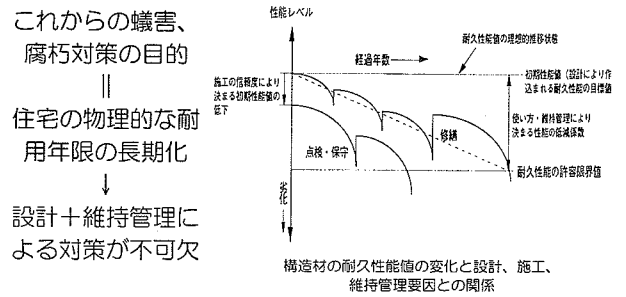 これからの蟻害、
腐朽対策の目的
＝
住宅の物理的な耐
用年限の長期化
↓
設計＋維持管理に
よる対策が不可欠
性能レベル
経過年数
耐久性能値の理想的推移状態
施工の信頼度により
決まる初期性能値の
低下
初期性能値（設計により作
込まれる耐久性能の目標値
使い方・維持管理により
決まる性能の低減係数
修繕
点検・保守
耐久性能の許容限界値
劣化
構造材の耐久性能値の変化と設計、施工、
維持管理要因との関係